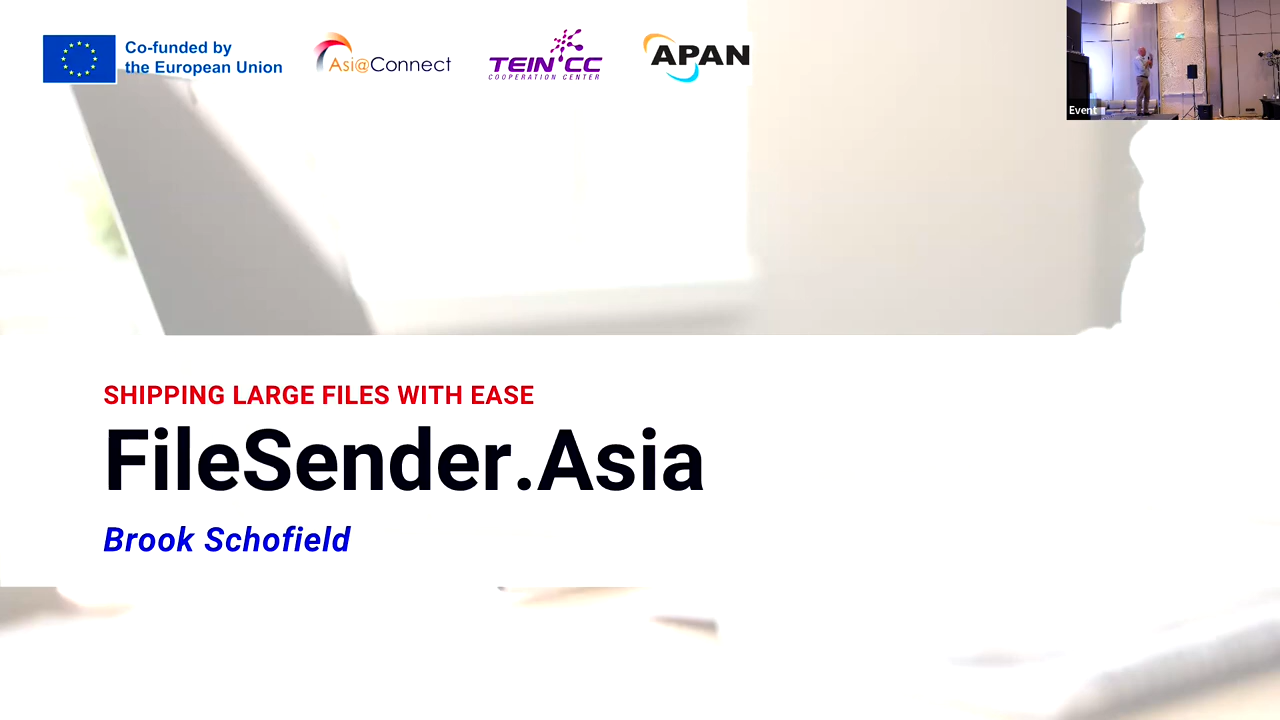 Co-funded by
the European Union
Asi@Connect
TEIN*CC
COOPERATION CENTER
APAN
Event
SHIPPING LARGE FILES WITH EASE
FileSender.Asia
Brook Schofield